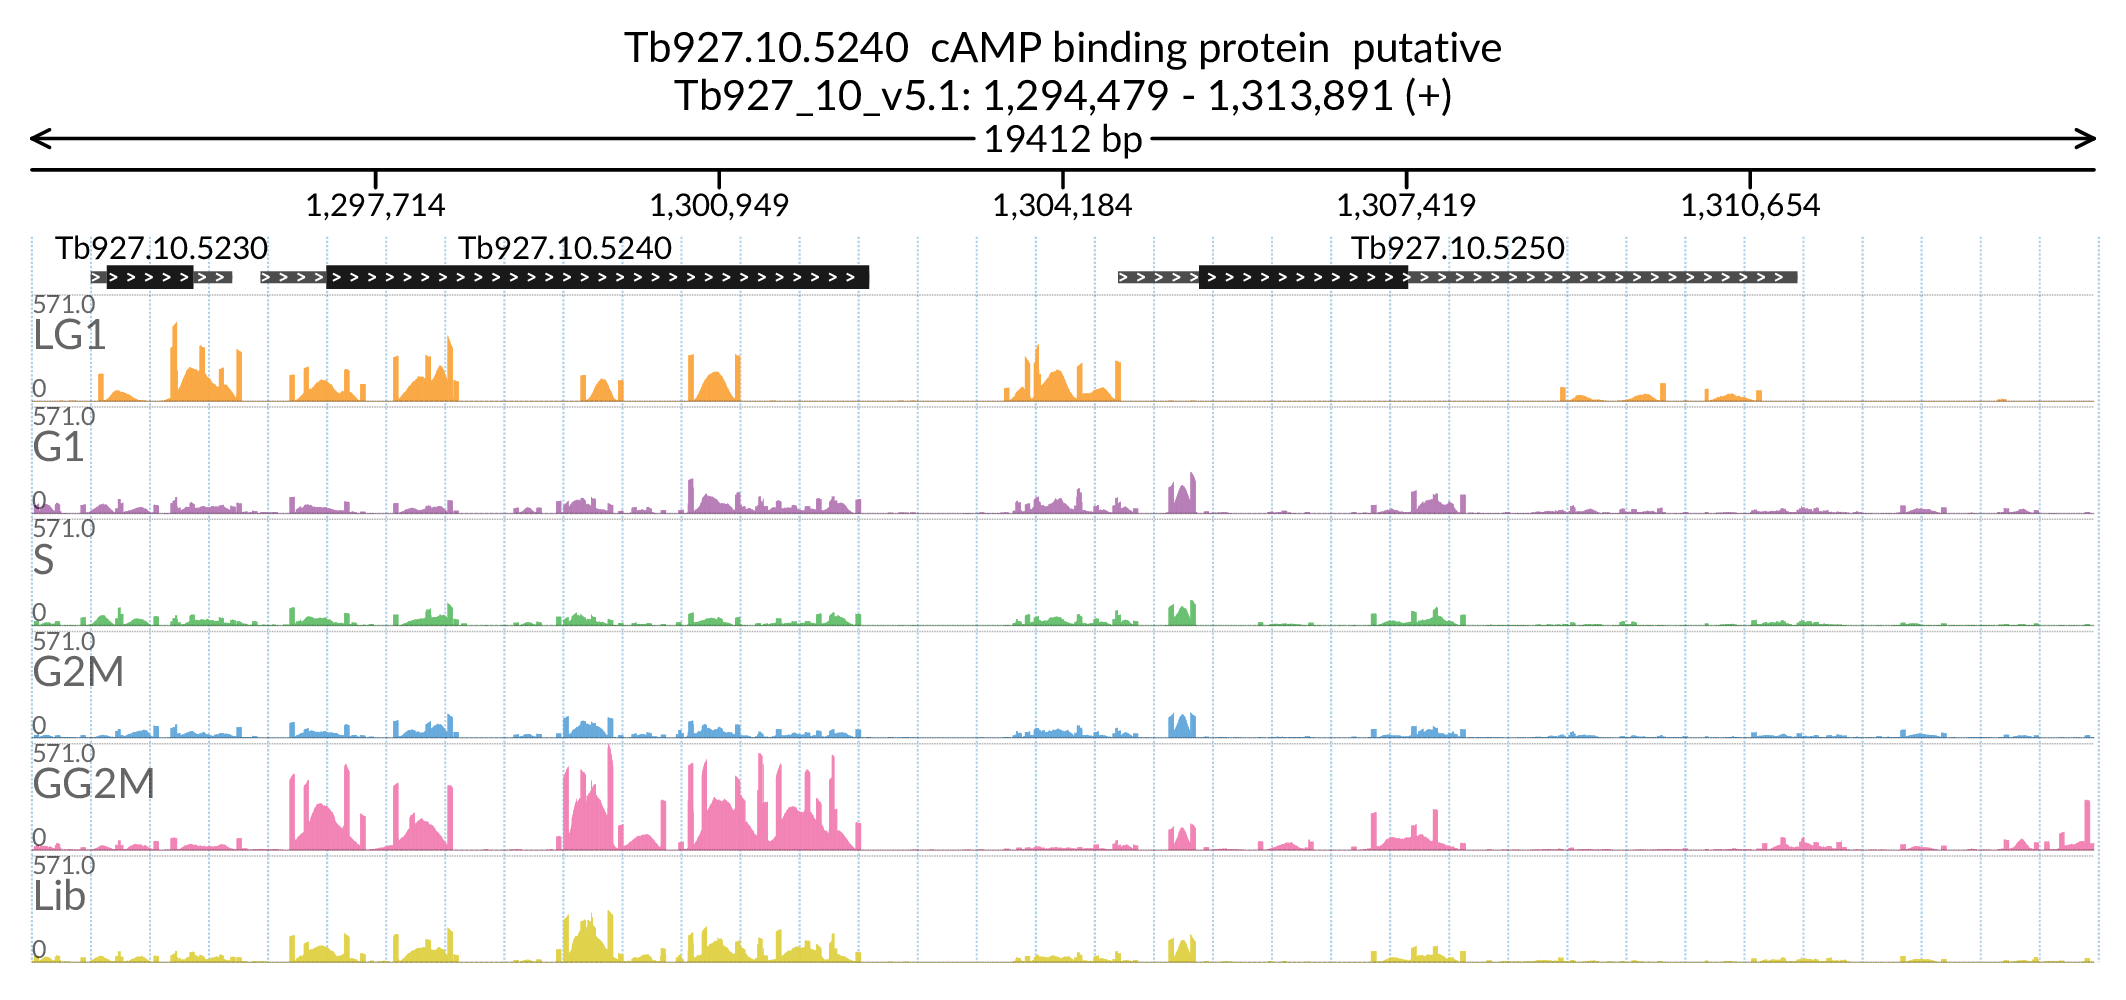 Tb927.10.5240 cAMP binding protein putative
Tb927_10_v5.1: 1,294,479 - 1,313,891 (+)
19412 bp
1,297,714 1,300,949 1,304,184 1,307,419 1,310,654
Tb927.10.5230 Tb927.10.5240 Tb927.10.5250
571.0
LG1
0
571.0
G1
0
571.0
S
0
571.0
G2M
0
571.0
GG2M
0
571.0
Lib
0